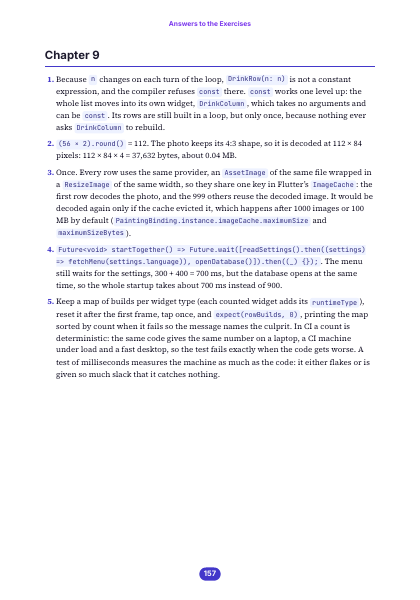 Answers to the Exercises
Chapter 9
1. Because n changes on each turn of the loop, DrinkRow(n: n) is not a constant
expression, and the compiler refuses const there. const works one level up: the
whole list moves into its own widget, DrinkColumn, which takes no arguments and
can be const. Its rows are still built in a loop, but only once, because nothing ever
asks DrinkColumn to rebuild.
2. (56 × 2).round() = 112. The photo keeps its 4:3 shape, so it is decoded at 112 × 84
pixels: 112 × 84 × 4 = 37,632 bytes, about 0.04 MB.
3. Once. Every row uses the same provider, an AssetImage of the same file wrapped in
a ResizeImage of the same width, so they share one key in Flutter's ImageCache: the
first row decodes the photo, and the 999 others reuse the decoded image. It would be
decoded again only if the cache evicted it, which happens after 1000 images or 100
MB by default (PaintingBinding.instance.imageCache.maximumSize and
maximumSizeBytes).
4. Future<void> startTogether() => Future.wait([readSettings().then((settings)
=> fetchMenu(settings.language)), openDatabase()]).then((_) {});. The menu
still waits for the settings, 300 + 400 = 700 ms, but the database opens at the same
time, so the whole startup takes about 700 ms instead of 900.
5. Keep a map of builds per widget type (each counted widget adds its runtimeType),
reset it after the first frame, tap once, and expect(rowBuilds, 0), printing the map
sorted by count when it fails so the message names the culprit. In CI a count is
deterministic: the same code gives the same number on a laptop, a CI machine
under load and a fast desktop, so the test fails exactly when the code gets worse. A
test of milliseconds measures the machine as much as the code: it either flakes or is
given so much slack that it catches nothing.
157